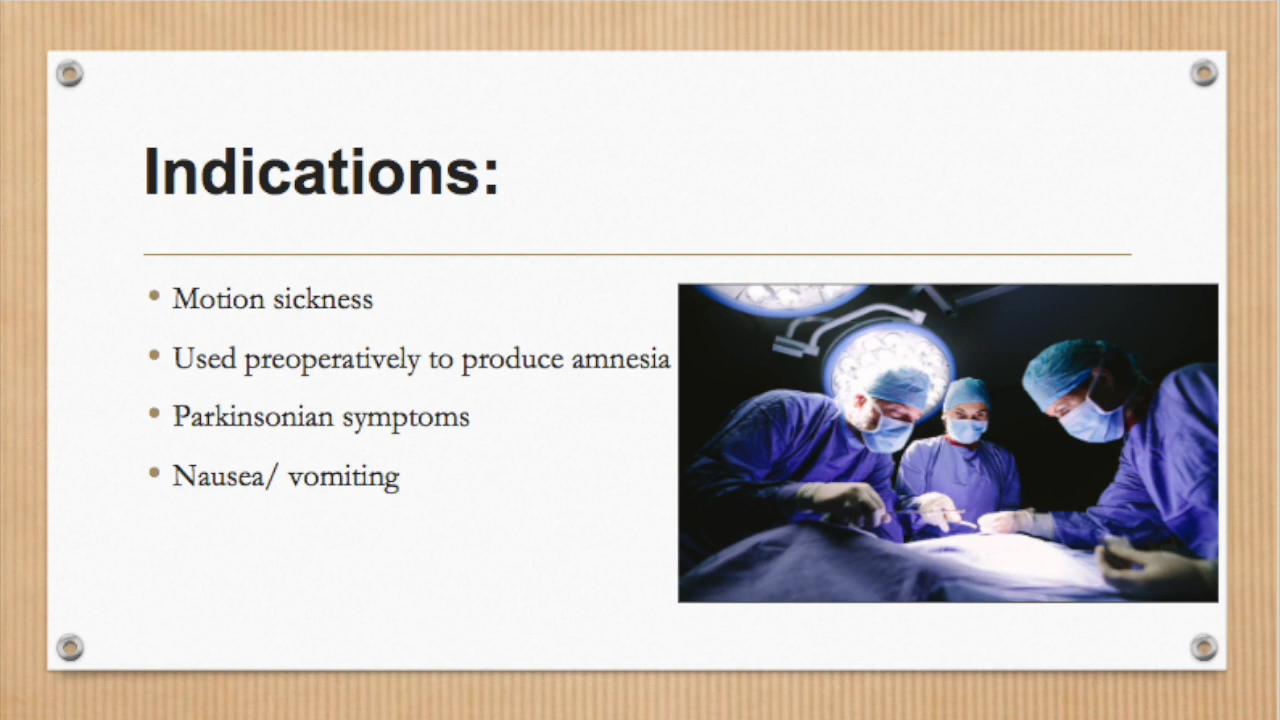 Indications:
• Motion sickness
• Used preoperatively to produce amnesia
• Parkinsonian symptoms
• Nausea/ vomiting